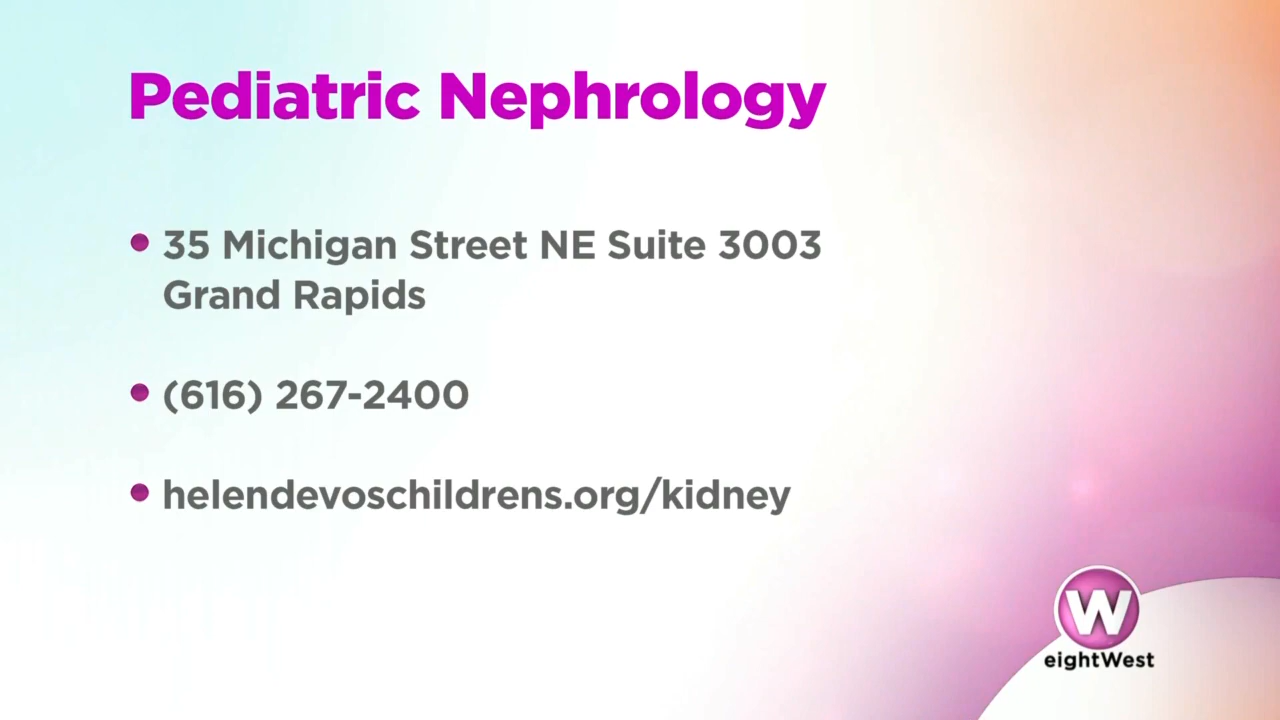 Pediatric Nephrology
35 Michigan Street NE Suite 3003
Grand Rapids
(616) 267-2400
helendevoschildrens.org/kidney
W
eightWest